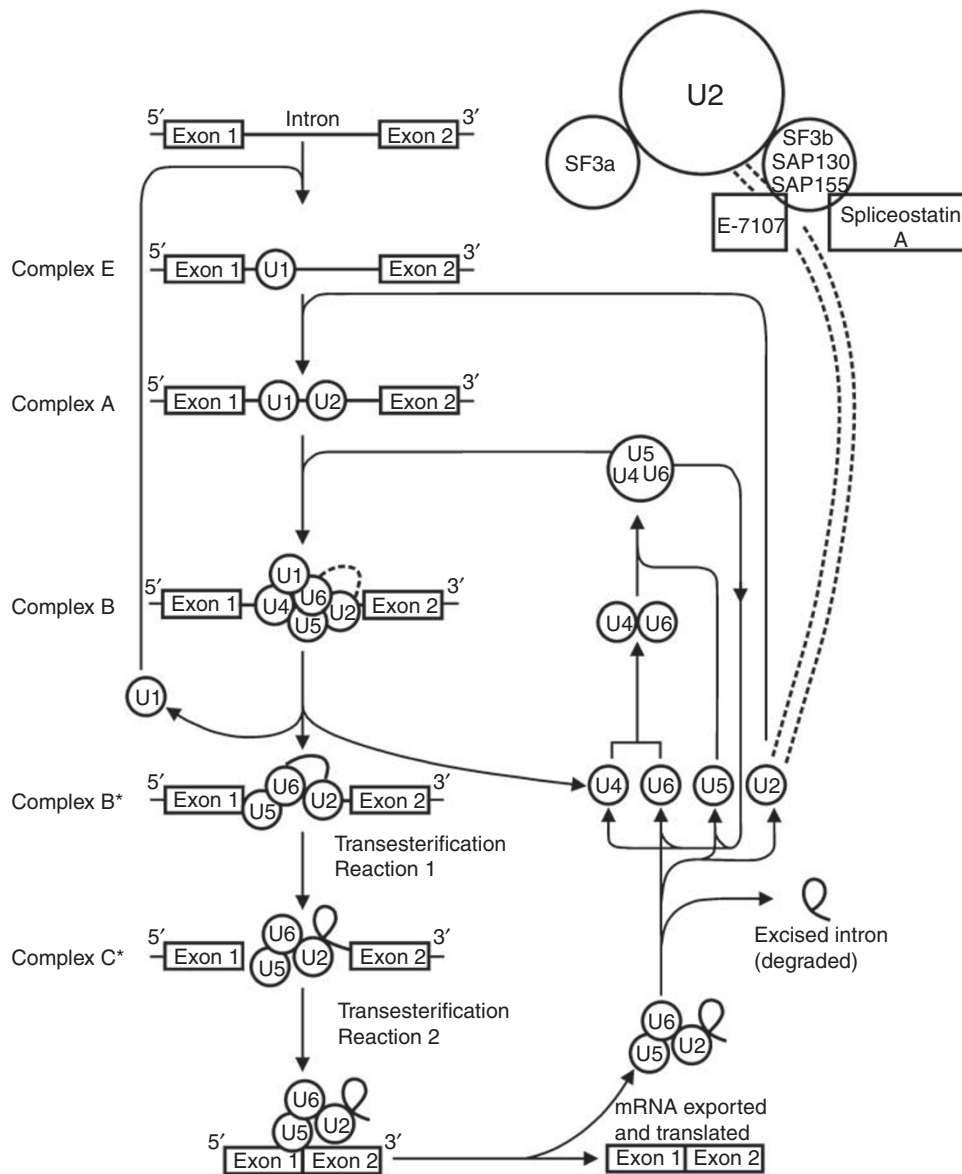 5′ Exon 1 Intron Exon 2 3′
U2
SF3a
SF3b
SAP130
SAP155
E-7107
Spliceostatin
A
Complex E
5′ Exon 1 U1 Exon 2 3′
Complex A
5′ Exon 1 U1 U2 Exon 2 3′
U5
U4 U6
Complex B
5′ Exon 1 U1 U4 U6 U5 U2 Exon 2 3′
U4 U6
U1
U4 U6 U5 U2
Complex B*
5′ Exon 1 U5 U6 U2 Exon 2 3′
Transesterification
Reaction 1
Complex C*
5′ Exon 1 U6 U5 U2 Exon 2 3′
Excised intron
(degraded)
Transesterification
Reaction 2
U6
U5 U2
U6
U5 U2
5′ Exon 1 Exon 2 3′
mRNA exported
and translated
Exon 1 Exon 2